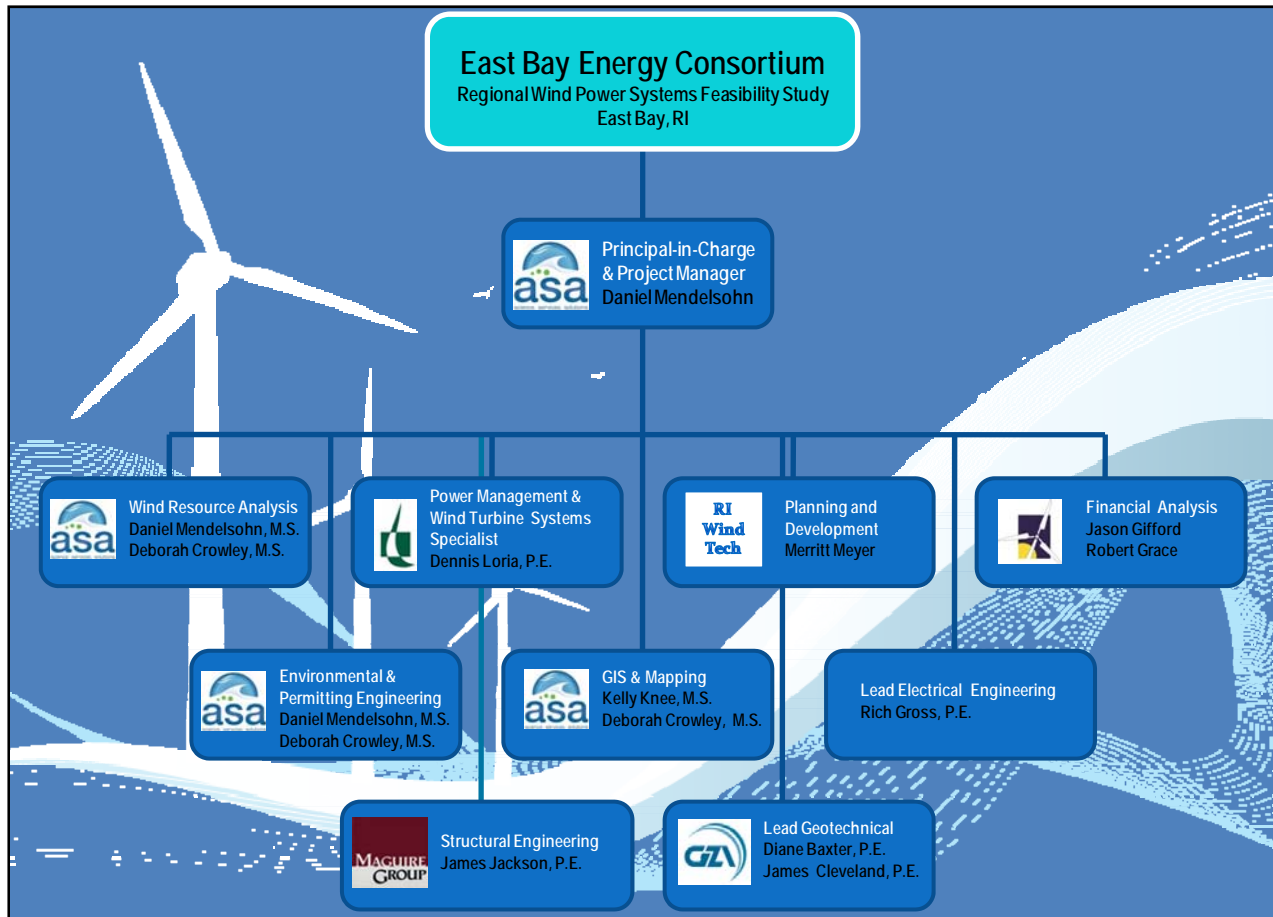 East Bay Energy Consortium
Regional Wind Power Systems Feasibility Study
East Bay, RI
asa
Principal-in-Charge
& Project Manager
Daniel Mendelsohn
asa
Wind Resource Analysis
Daniel Mendelsohn, M.S.
Deborah Crowley, M.S.
Power Management &
Wind Turbine Systems
Specialist
Dennis Loria, P.E.
RI
Wind
Tech
Planning and
Development
Merritt Meyer
Financial Analysis
Jason Gifford
Robert Grace
asa
Environmental &
Permitting Engineering
Daniel Mendelsohn, M.S.
Deborah Crowley, M.S.
asa
GIS & Mapping
Kelly Knee, M.S.
Deborah Crowley, M.S.
Lead Electrical Engineering
Rich Gross, P.E.
MAGUIRE
GROUP
Structural Engineering
James Jackson, P.E.
GZA
Lead Geotechnical
Diane Baxter, P.E.
James Cleveland, P.E.